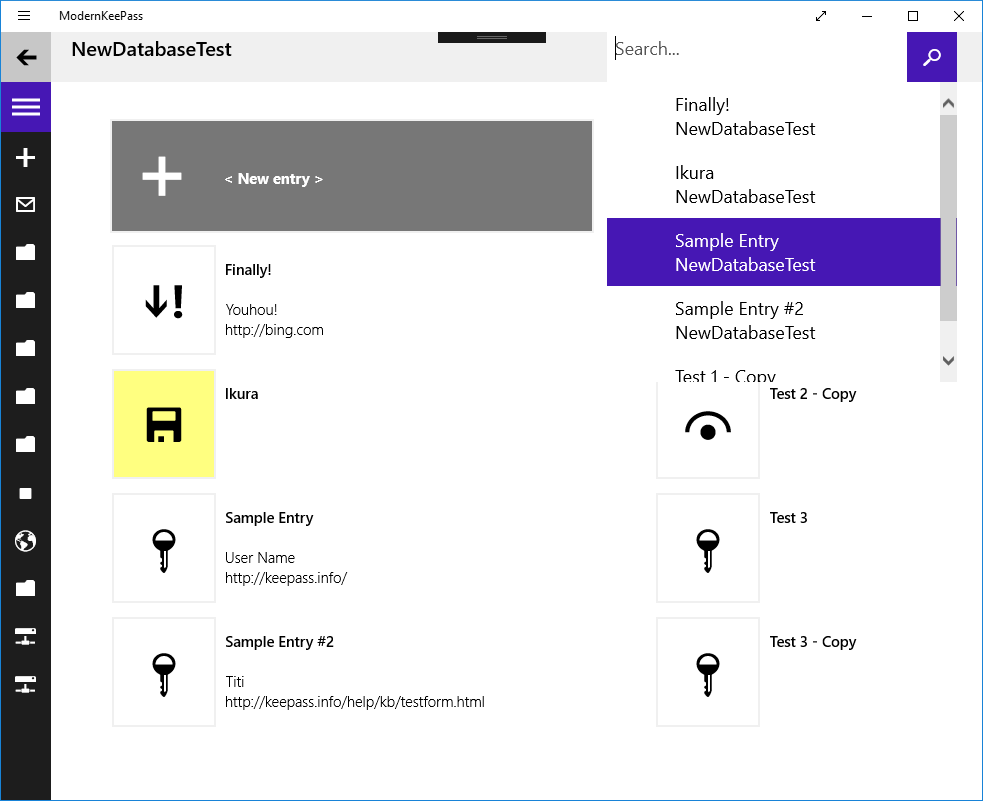 ModernKeePass
NewDatabaseTest
Search...
Finally!
NewDatabaseTest
Ikura
NewDatabaseTest
Sample Entry
NewDatabaseTest
Sample Entry #2
NewDatabaseTest
Test 1 - Copy
< New entry >
Finally!
Youhou!
http://bing.com
Ikura
Sample Entry
User Name
http://keepass.info/
Sample Entry #2
Titi
http://keepass.info/help/kb/testform.html
Test 2 - Copy
Test 3
Test 3 - Copy